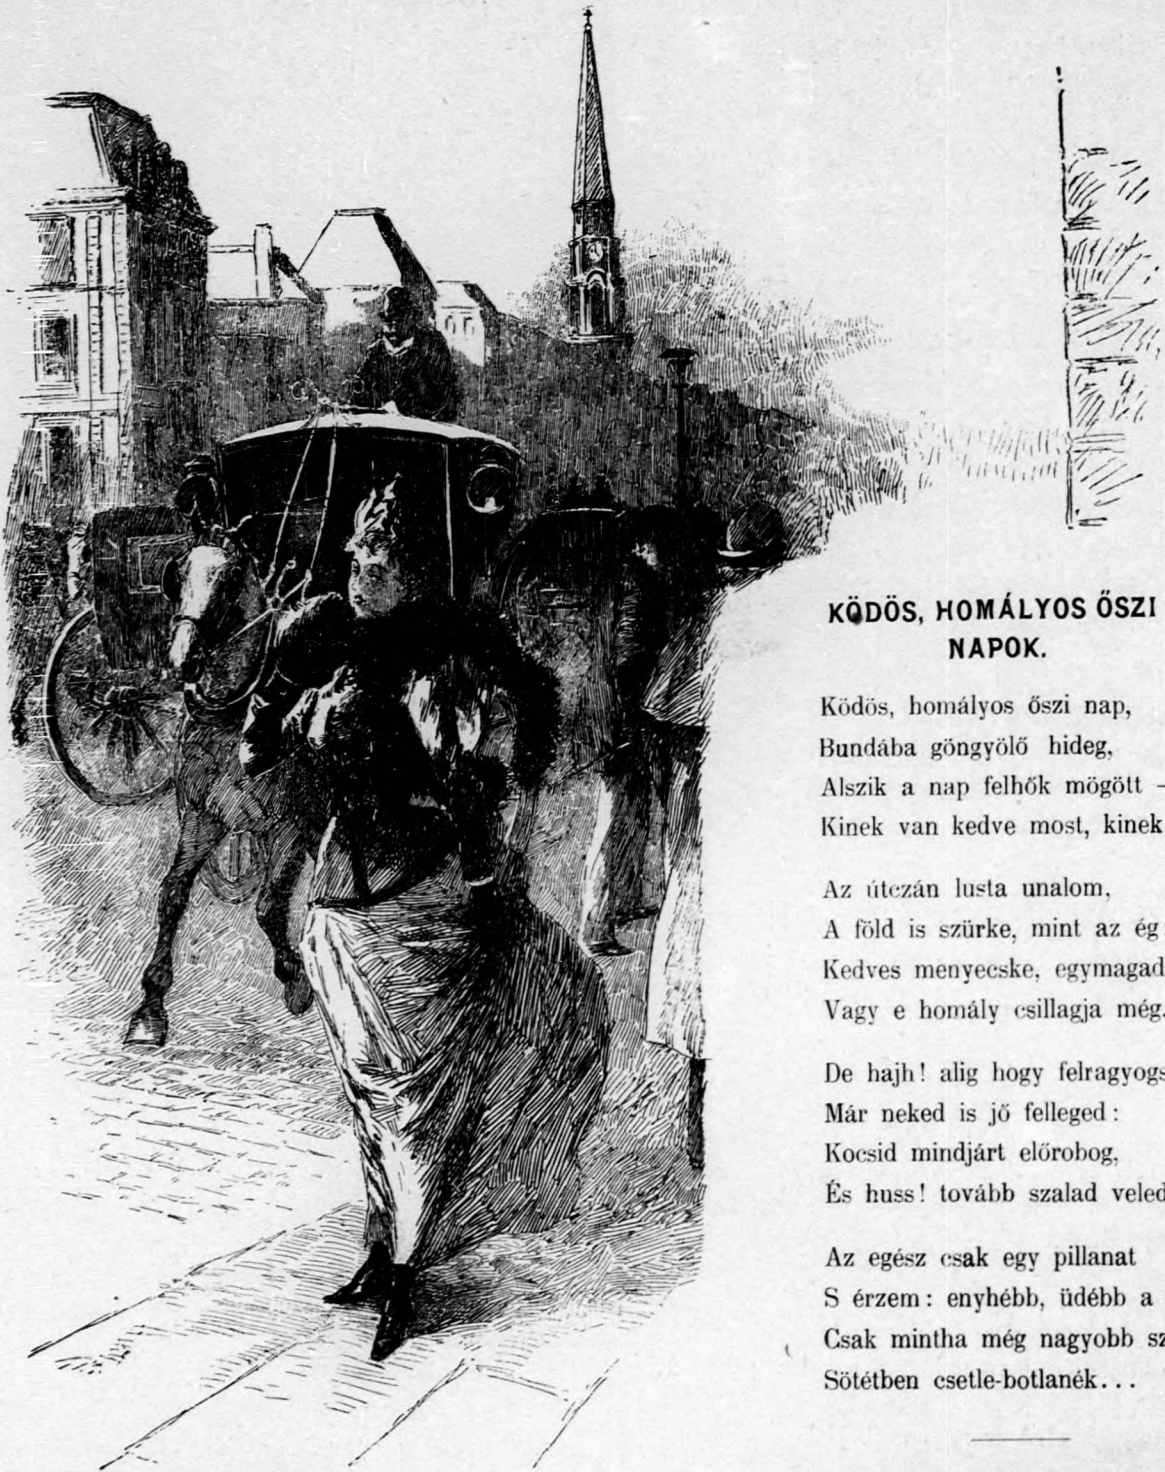 KÖDÖS, HOMÁLYOS ŐSZI
NAPOK.
Ködös, homályos őszi nap,
Bundába göngyölő hideg,
Alszik a nap felhők mögött –
Kinek van kedve most, kinek
Az útczán lusta unalom,
A föld is szürke, mint az ég:
Kedves menyecske, egymagad
Vagy e homály csillagja még.
De hajh! alig hogy felragyogs
Már neked is jő felleged:
Kocsid mindjárt előrobog,
És huss! tovább szalad veled
Az egész csak egy pillanat
S érzem: enyhébb, üdébb a
Csak mintha még nagyobb
Sötétben csetle-botlanék...